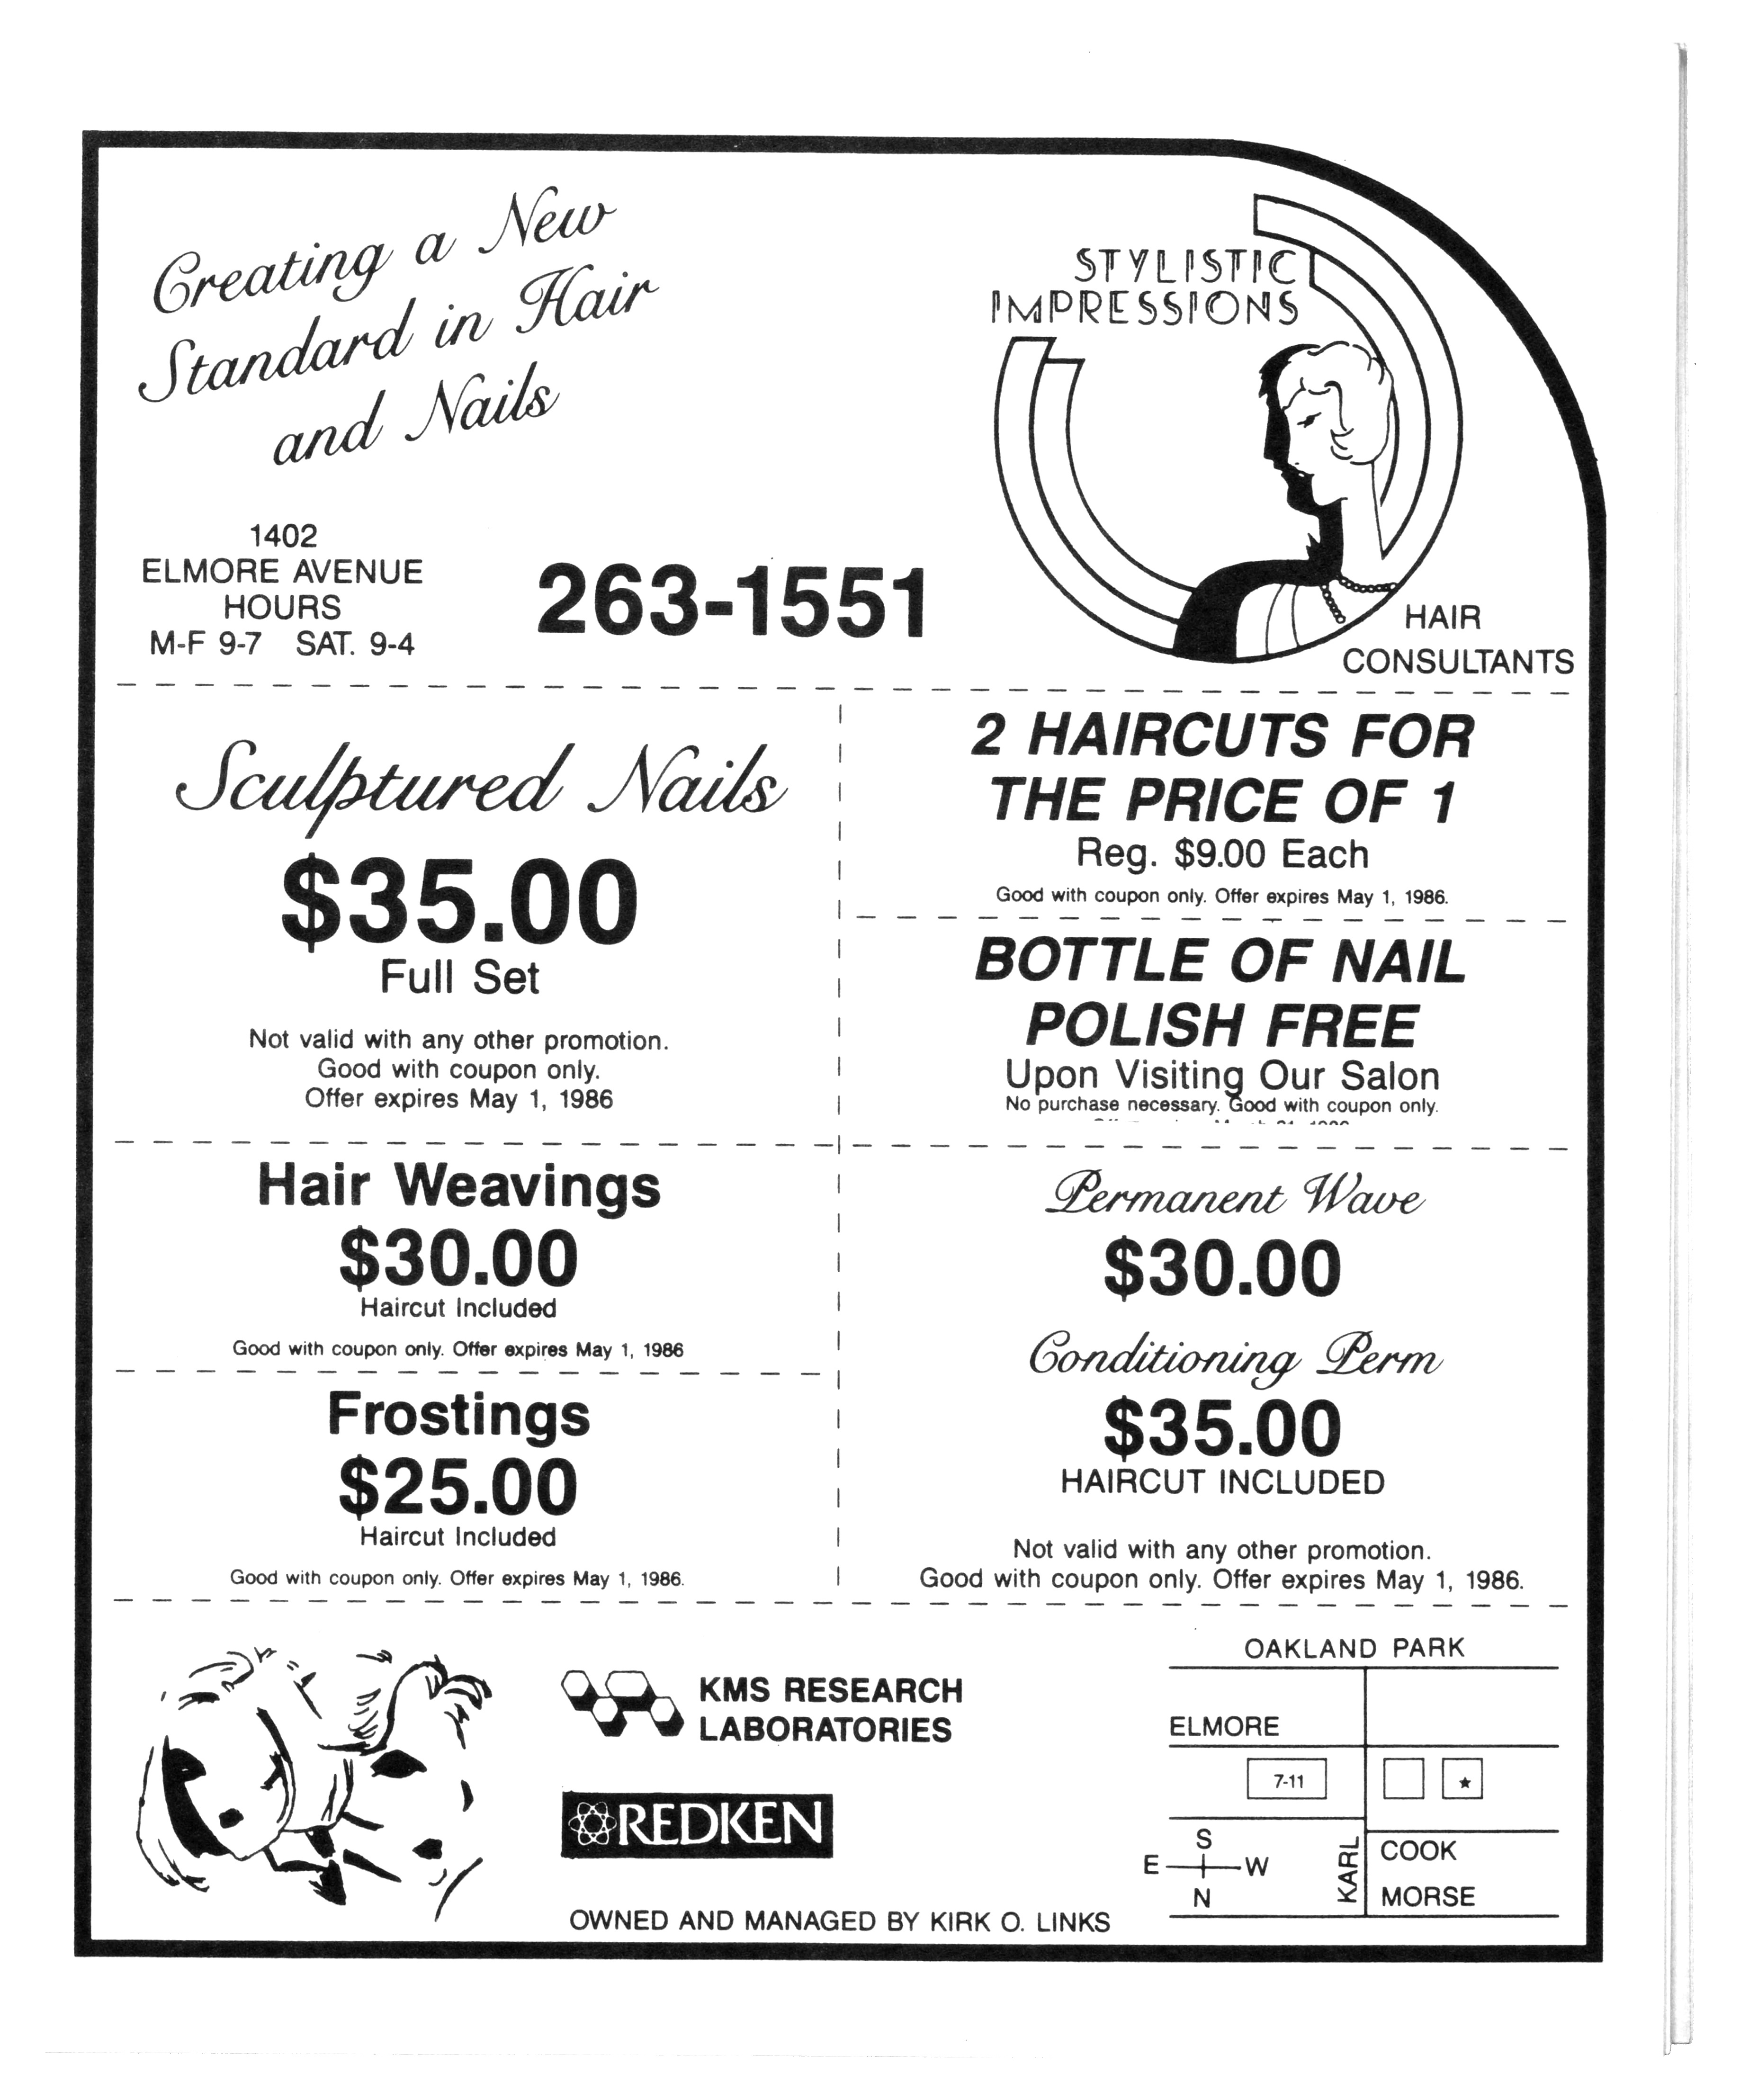 Creating a New
Standard in Hair
and Nails
STYLISTIC
IMPRESSIONS
HAIR
CONSULTANTS
1402
ELMORE AVENUE
HOURS
M-F 9-7 SAT. 9-4
263-1551
Sculptured Nails
$35.00
Full Set
Not valid with any other promotion.
Good with coupon only.
Offer expires May 1, 1986
2 HAIRCUTS FOR
THE PRICE OF 1
Reg. $9.00 Each
Good with coupon only. Offer expires May 1, 1986.
BOTTLE OF NAIL
POLISH FREE
Upon Visiting Our Salon
No purchase necessary. Good with coupon only.
Hair Weavings
$30.00
Haircut Included
Good with coupon only. Offer expires May 1, 1986
Frostings
$25.00
Haircut Included
Good with coupon only. Offer expires May 1, 1986.
Permanent Wave
$30.00
Conditioning Perm
$35.00
HAIRCUT INCLUDED
Not valid with any other promotion.
Good with coupon only. Offer expires May 1, 1986.
KMS RESEARCH
LABORATORIES
REDKEN
OWNED AND MANAGED BY KIRK O. LINKS
OAKLAND PARK
ELMORE
7-11
S
E W
N
KARL
COOK
MORSE